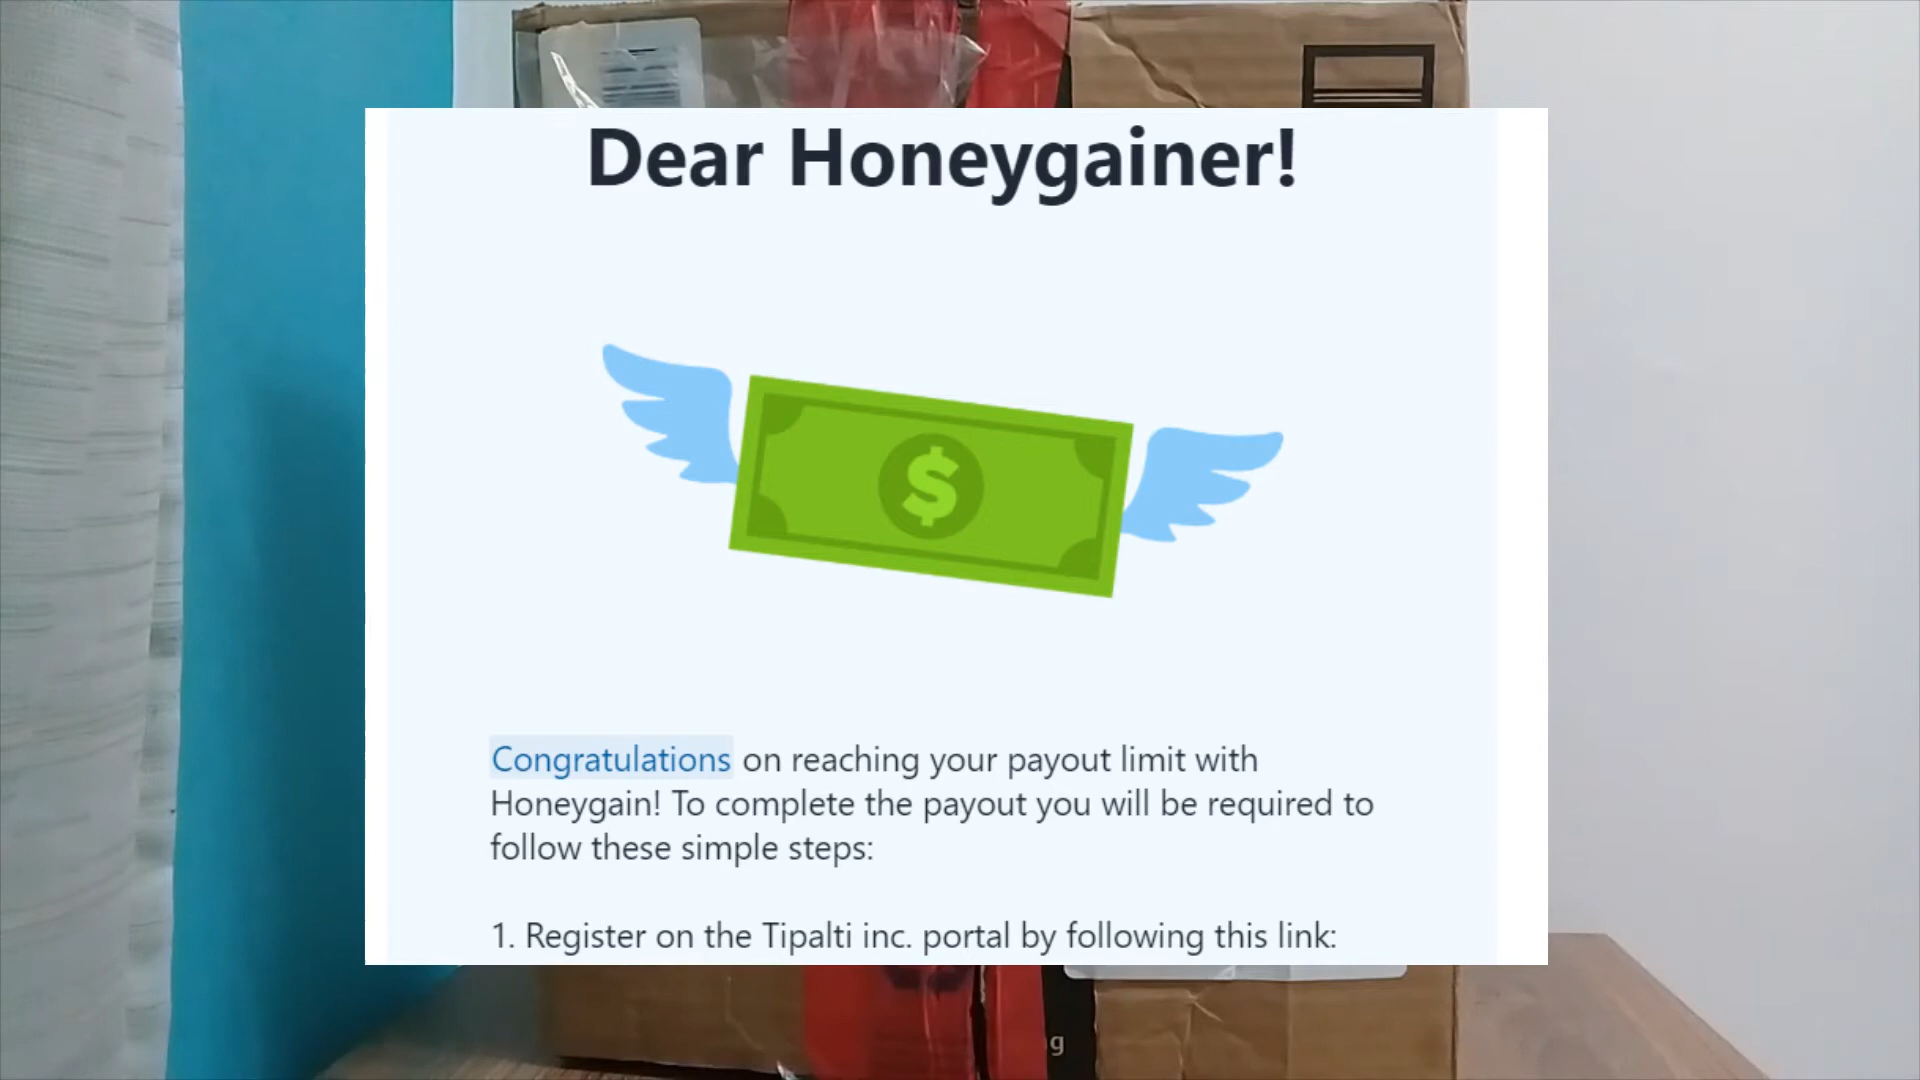 Dear Honeygainer!
$
Congratulations on reaching your payout limit with
Honeygain! To complete the payout you will be required to
follow these simple steps:
1. Register on the Tipalti inc. portal by following this link:
g